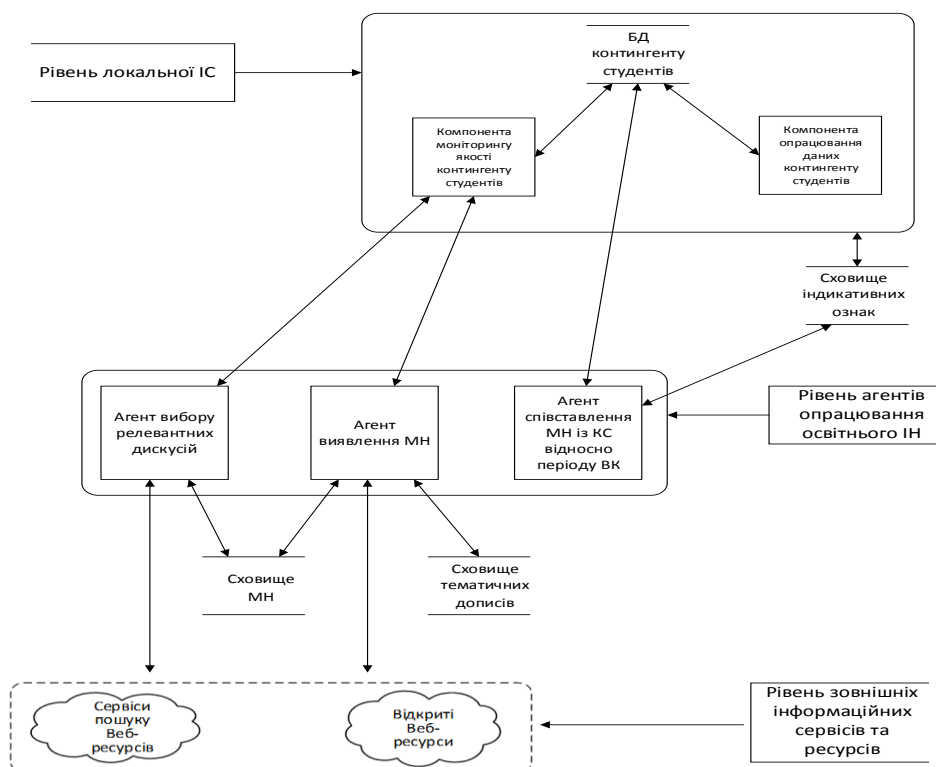 БД
контингенту
студентів
Рівень локальної ІС
Компонента
моніторингу
якості
контингенту
студентів
Компонента
опрацювання
даних
контингенту
студентів
Сховище
індикативних
ознак
Агент вибору
релевантних
дискусій
Агент
виявлення МН
Агент
співставлення
МН із КС
відносно
періоду ВК
Рівень агентів
опрацювання
освітнього ІН
Сховище
МН
Сховище
тематичних
дописів
Сервіси
пошуку
Веб-
ресурсів
Відкриті
Веб-
ресурси
Рівень зовнішніх
інформаційних
сервісів та
ресурсів